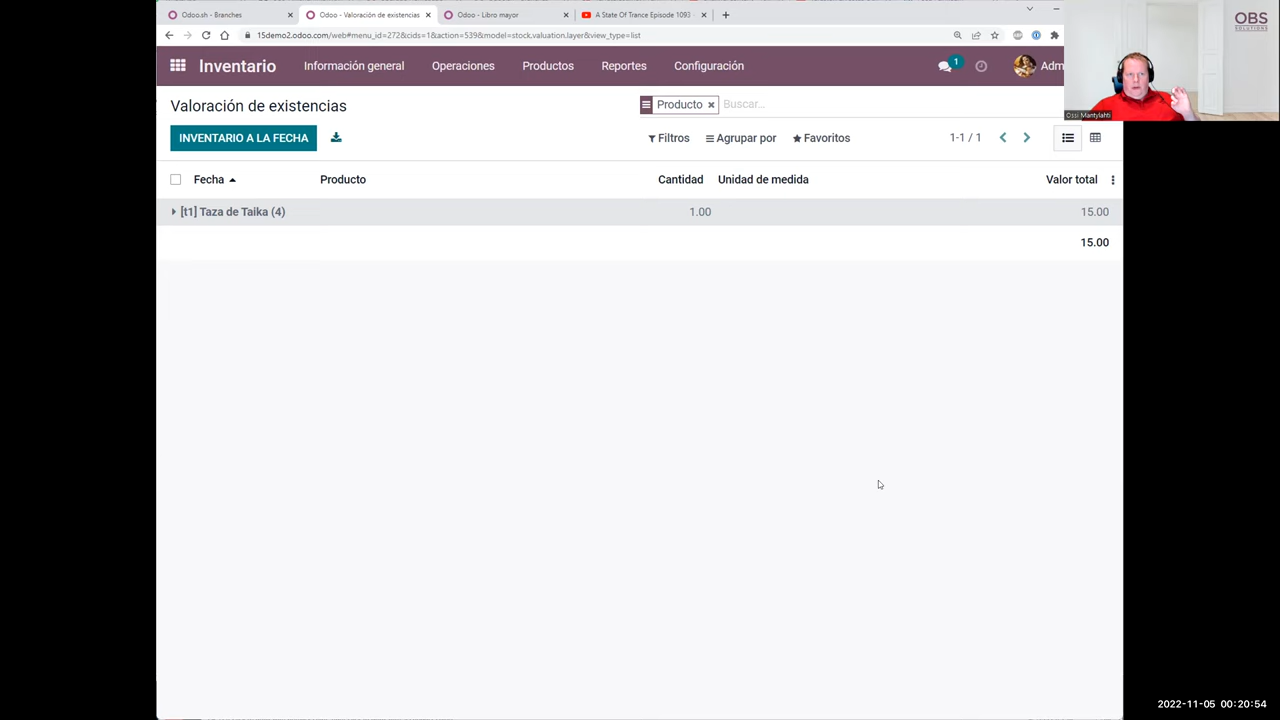 Odoo.sh - Branches
Odoo - Valoración de existencias
Odoo - Libro mayor
A State Of Trance Episode 1093
15demo2.odoo.com/web#menu_id=272&cids=1&action=539&model=stock.valuation.layer&view_type=list
OBS
SOLUTIONS
Inventario
Información general
Operaciones
Productos
Reportes
Configuración
1
Adm
Ossi Mäntylahti
Valoración de existencias
Producto
Buscar...
INVENTARIO A LA FECHA
Filtros
Agrupar por
Favoritos
1-1 / 1
Fecha
Producto
Cantidad
Unidad de medida
Valor total
[t1] Taza de Taika (4)
1.00
15.00
15.00
2022-11-05 00:20:54